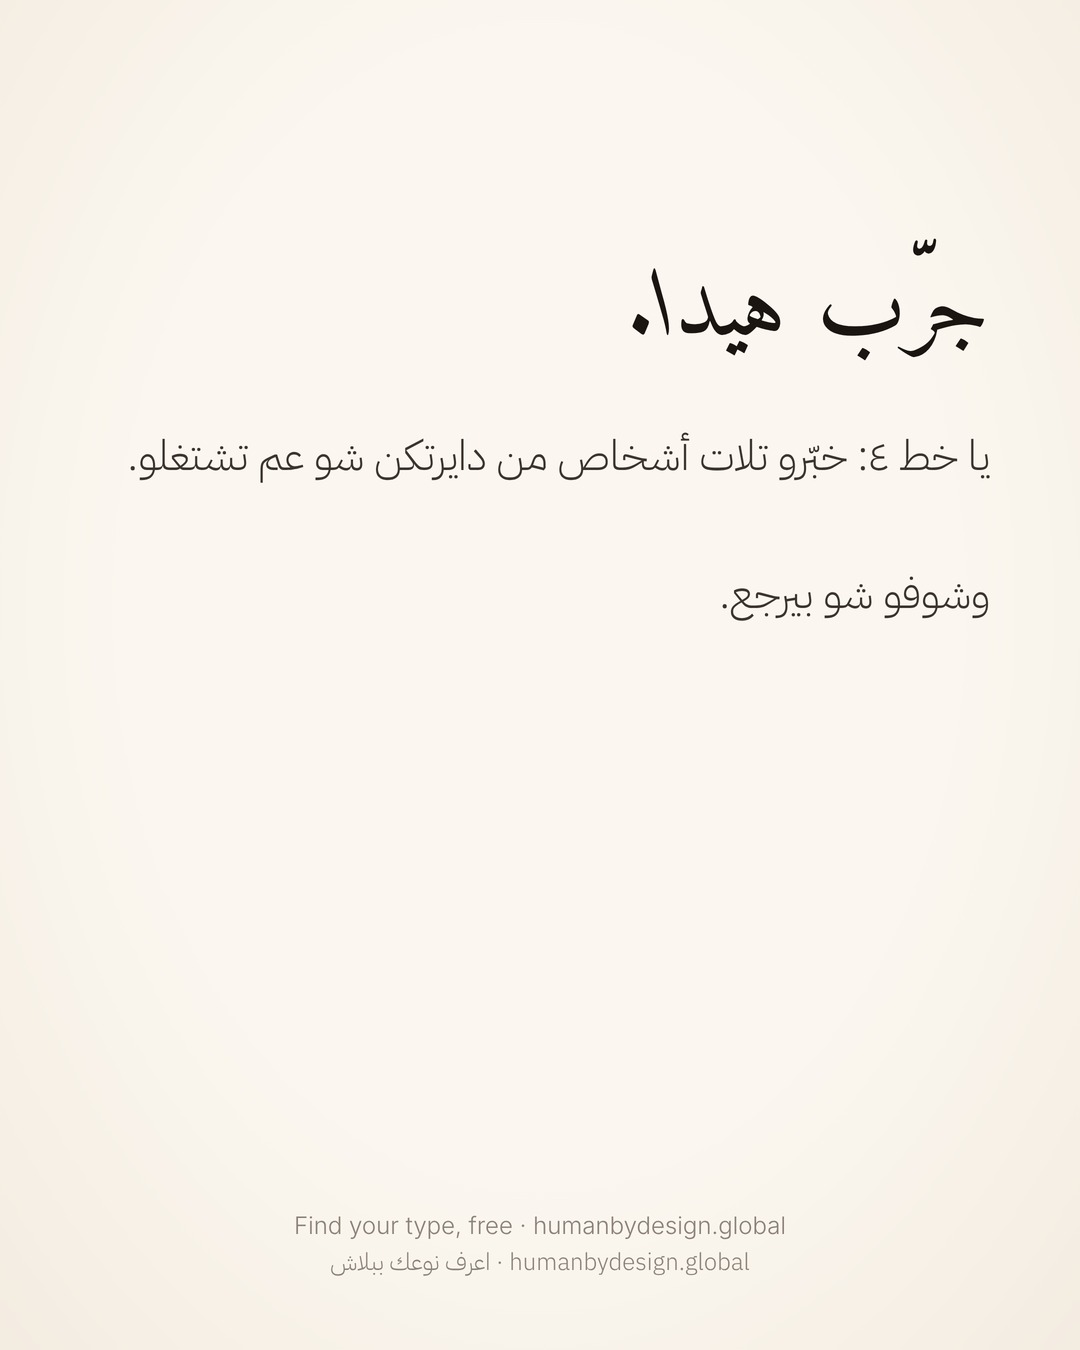 جرّب هيدا.
يا خط ٤: خبّرو تلات أشخاص من دايرتكن شو عم تشتغلو.
وشوفو شو بيرجع.
Find your type, free · humanbydesign.global
اعرف نوعك ببلاش · humanbydesign.global